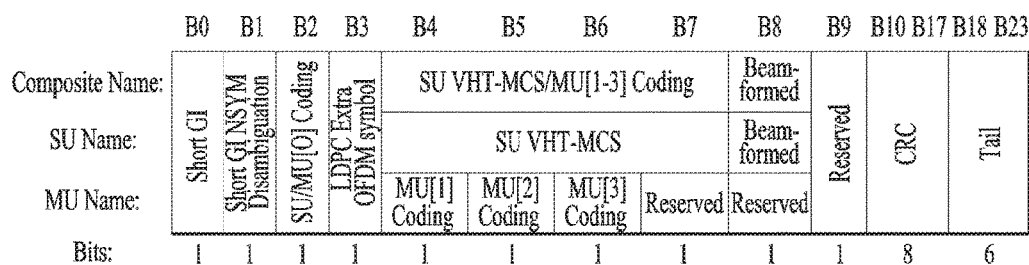 B0 B1 B2 B3 B4 B5 B6 B7 B8 B9 B10 B17 B18 B23
Composite Name:
SU Name:
MU Name:
Short GI
Short GI NSYM
Disambiguation
SU/MU[O] Coding
LDPC Extra
OFDM symbol
SU VHT-MCS/MU[1-3] Coding
Beam-
formed
SU VHT-MCS
Beam-
formed
MU[1]
Coding
MU[2]
Coding
MU[3]
Coding
Reserved
Reserved
Reserved
CRC
Tail
Bits: 1 1 1 1 1 1 1 1 1 1 8 6